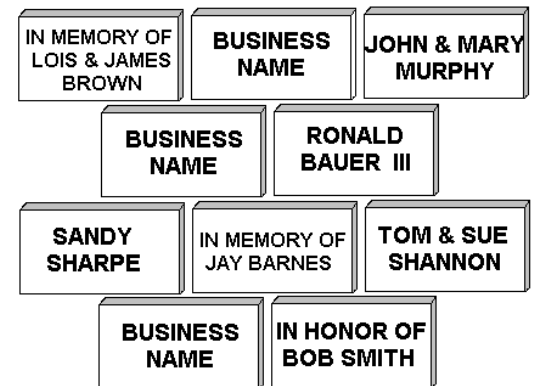 IN MEMORY OF
LOIS & JAMES
BROWN
BUSINESS
NAME
JOHN & MARY
MURPHY
BUSINESS
NAME
RONALD
BAUER III
SANDY
SHARPE
IN MEMORY OF
JAY BARNES
TOM & SUE
SHANNON
BUSINESS
NAME
IN HONOR OF
BOB SMITH